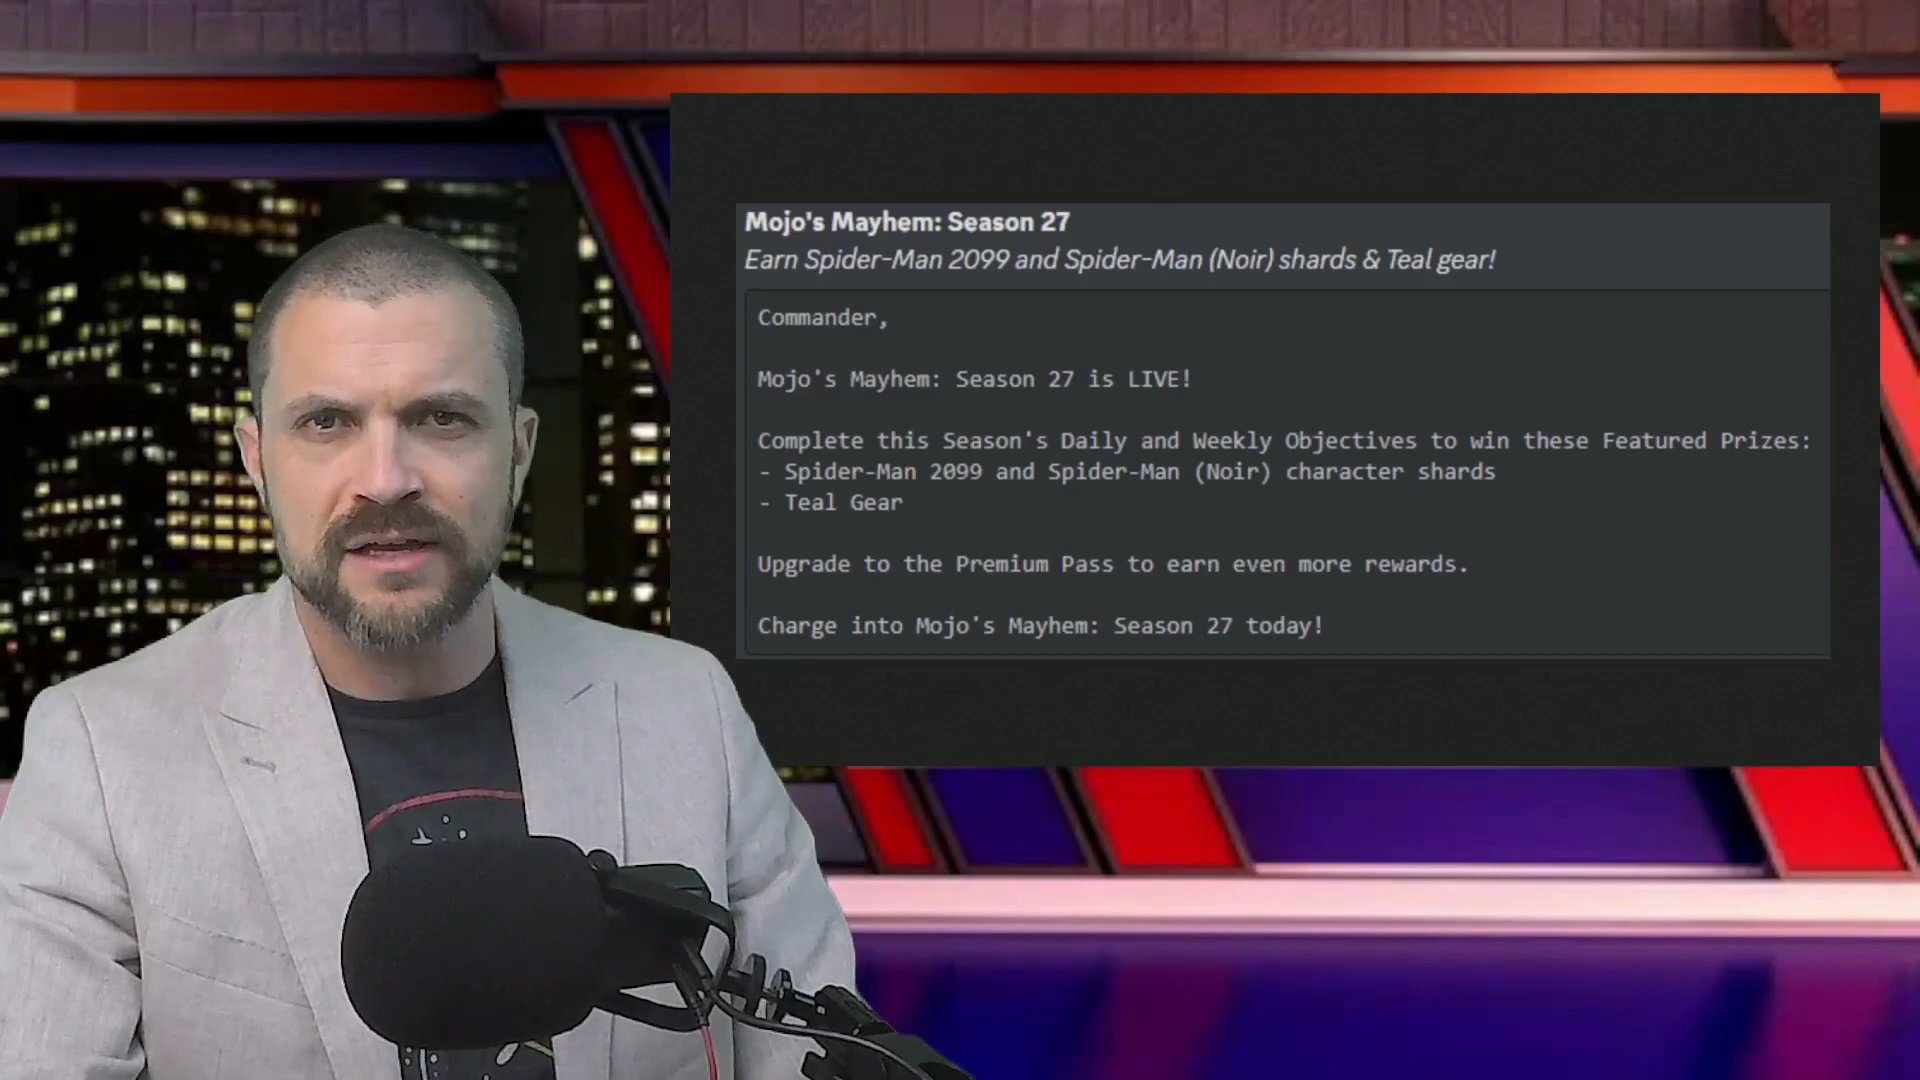 Mojo's Mayhem: Season 27
Earn Spider-Man 2099 and Spider-Man (Noir) shards & Teal gear!
Commander,
Mojo's Mayhem: Season 27 is LIVE!
Complete this Season's Daily and Weekly Objectives to win these Featured Prizes:
- Spider-Man 2099 and Spider-Man (Noir) character shards
- Teal Gear
Upgrade to the Premium Pass to earn even more rewards.
Charge into Mojo's Mayhem: Season 27 today!